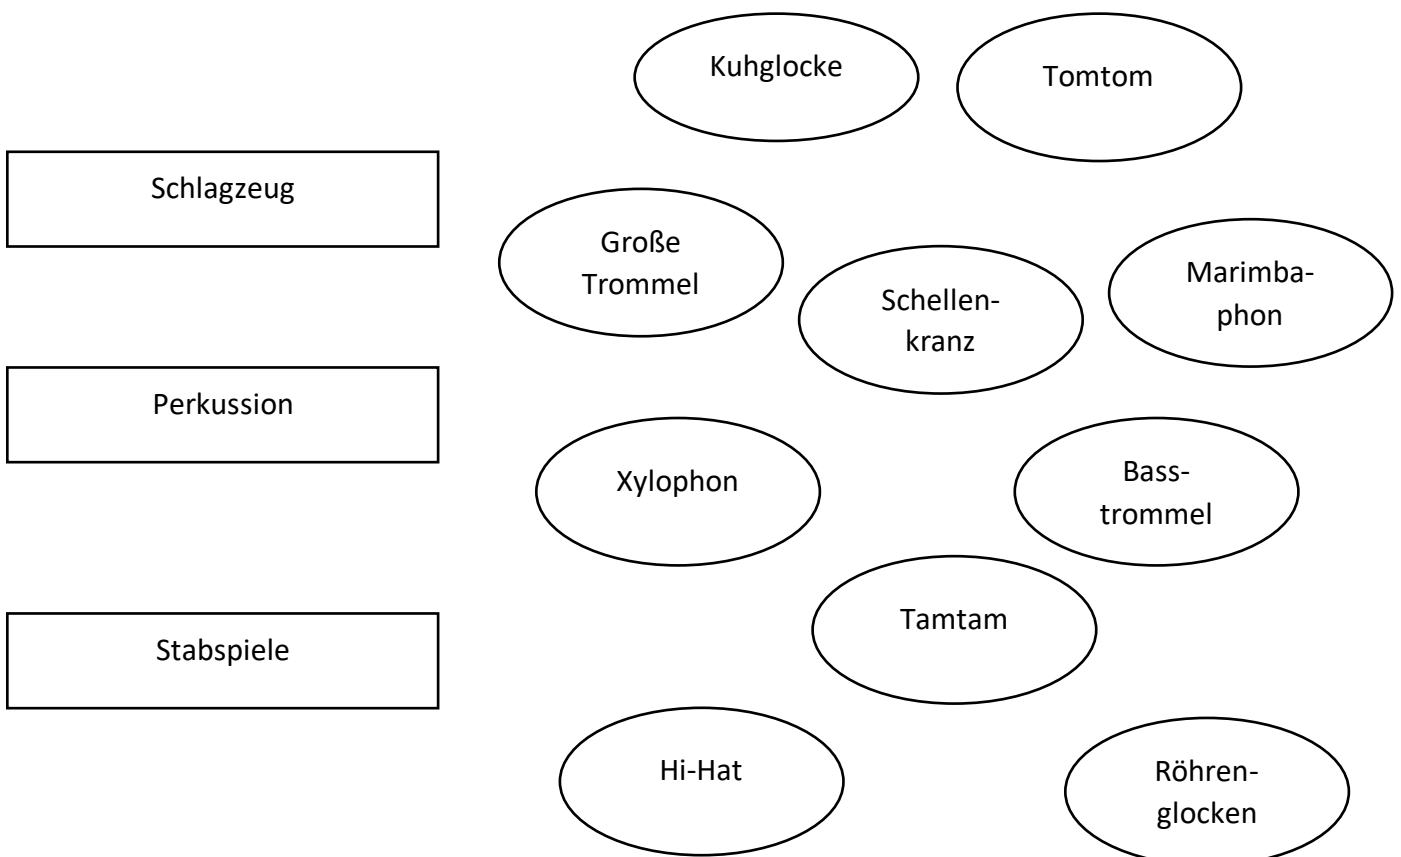 Kuhglocke
Tomtom
Schlagzeug
Große
Trommel
Schellen-
kranz
Marimba-
phon
Perkussion
Xylophon
Bass-
trommel
Tamtam
Stabspiele
Hi-Hat
Röhren-
glocken